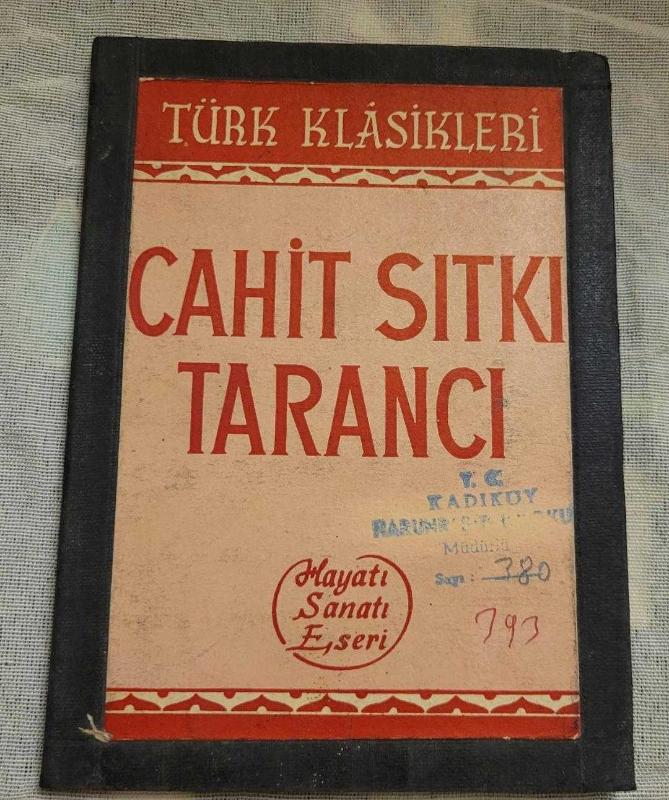 TÜRK KLÂSİKLERİ
CAHİT SITKI
TARANCI
T. C.
KADIKÖY
Müdürlü
Sayı : 380
793
Hayatı
Sanatı
Eseri